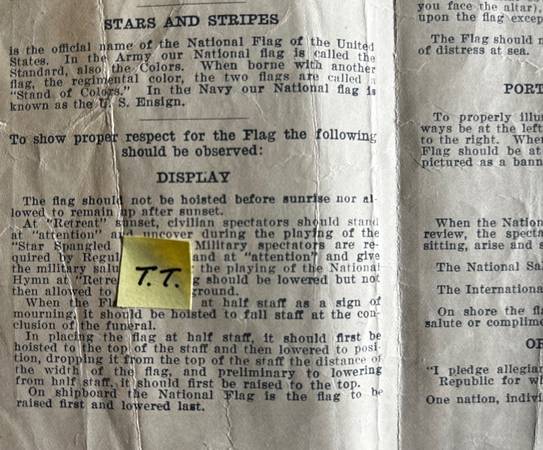 STARS AND STRIPES
is the official name of the National Flag of the United
States. In the Army our National flag is called the
Standard, also the Colors. When borne with another
flag, the regimental color, the two flags are called a
"Stand of Colors." In the Navy our National flag is
known as the U. S. Ensign.
To show proper respect for the Flag the following
should be observed:
DISPLAY
The flag should not be hoisted before sunrise nor al-
lowed to remain up after sunset.
At "Retreat" sunset, civilian spectators should stand
at "attention" and uncover during the playing of the
"Star Spangled Military spectators are re-
quired by Regul and at "attention" and give
the military salu the playing of the National
Hymn at "Retre g should be lowered but not
then allowed to ground.
When the Fl at half staff as a sign of
mourning, it should be hoisted to full staff at the con-
clusion of the funeral.
In placing the flag at half staff, it should first be
hoisted to the top of the staff and then lowered to posi-
tion, dropping it from the top of the staff the distance of
the width of the flag, and preliminary to lowering
from half staff, it should first be raised to the top.
On shipboard the National Flag is the flag to be
raised first and lowered last.
T.T.
you face the altar),
upon the flag excep
The Flag should n
of distress at sea.
PORT
To properly illus
ways be at the left
to the right. Whe
Flag should be at
pictured as a bann
When the Nation
review, the specta
sitting, arise and s
The National Sal
The Internationa
On shore the fl
salute or complime
OF
"I pledge allegian
Republic for wh
One nation, indivi